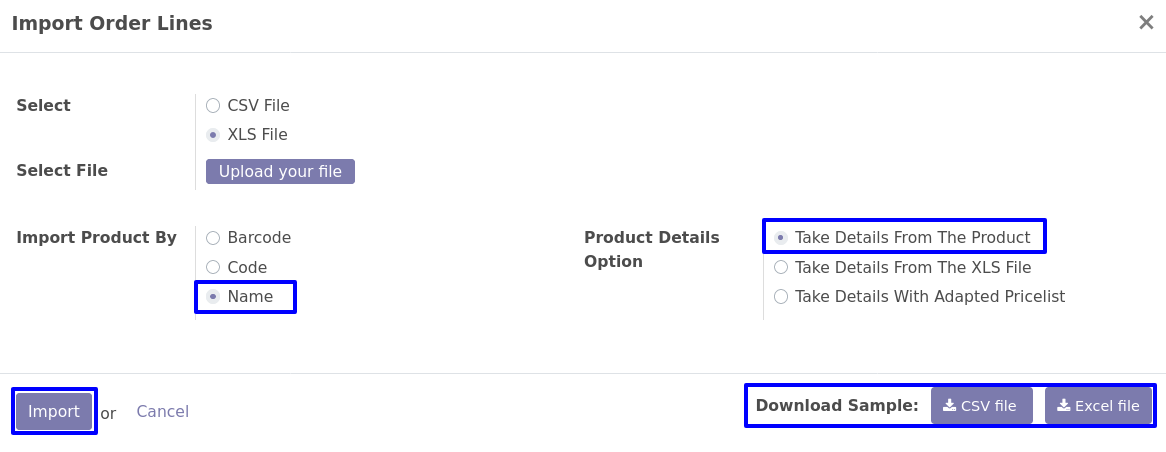 Import Order Lines
Select
CSV File
XLS File
Select File
Upload your file
Import Product By
Barcode
Code
Name
Product Details
Option
Take Details From The Product
Take Details From The XLS File
Take Details With Adapted Pricelist
Import or Cancel
Download Sample: CSV file Excel file